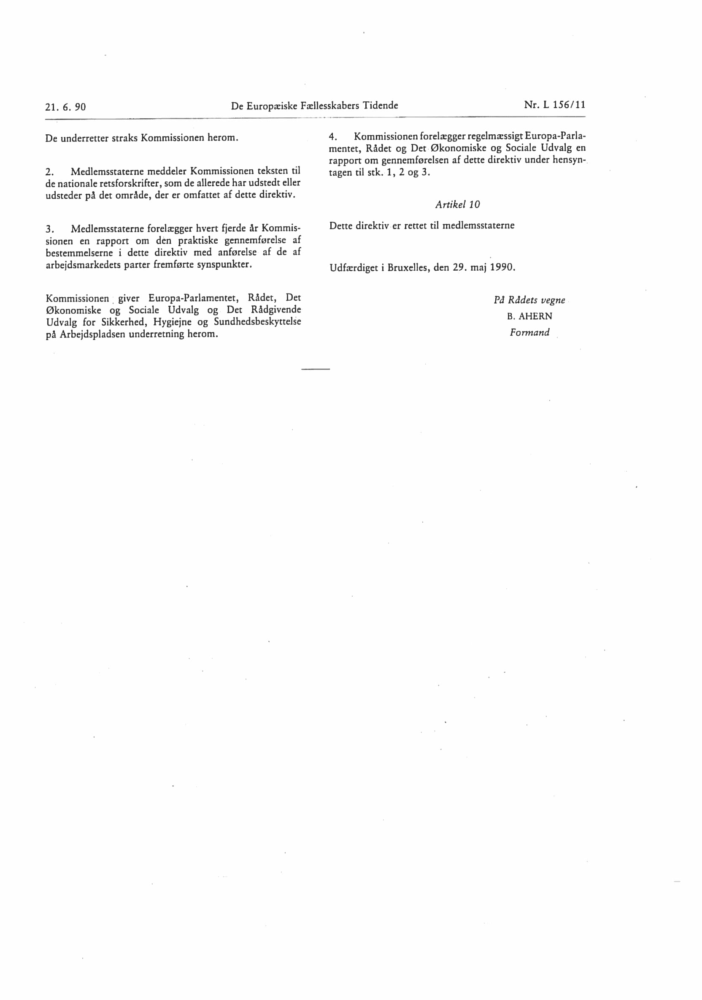 21. 6. 90
De Europæiske Fællesskabers Tidende
Nr. L 156/11
De underretter straks Kommissionen herom.
2. Medlemsstaterne meddeler Kommissionen teksten til
de nationale retsforskrifter, som de allerede har udstedt eller
udsteder på det område, der er omfattet af dette direktiv.
3. Medlemsstaterne forelægger hvert fjerde år Kommis-
sionen en rapport om den praktiske gennemførelse af
bestemmelserne i dette direktiv med anførelse af de af
arbejdsmarkedets parter fremførte synspunkter.
Kommissionen giver Europa-Parlamentet, Rådet, Det
Økonomiske og Sociale Udvalg og Det Rådgivende
Udvalg for Sikkerhed, Hygiejne og Sundhedsbeskyttelse
på Arbejdspladsen underretning herom.
4. Kommissionen forelægger regelmæssigt Europa-Parla-
mentet, Rådet og Det Økonomiske og Sociale Udvalg en
rapport om gennemførelsen af dette direktiv under hensyn-
tagen til stk. 1, 2 og 3.
Artikel 10
Dette direktiv er rettet til medlemsstaterne
Udfærdiget i Bruxelles, den 29. maj 1990.
På Rådets vegne
B. AHERN
Formand